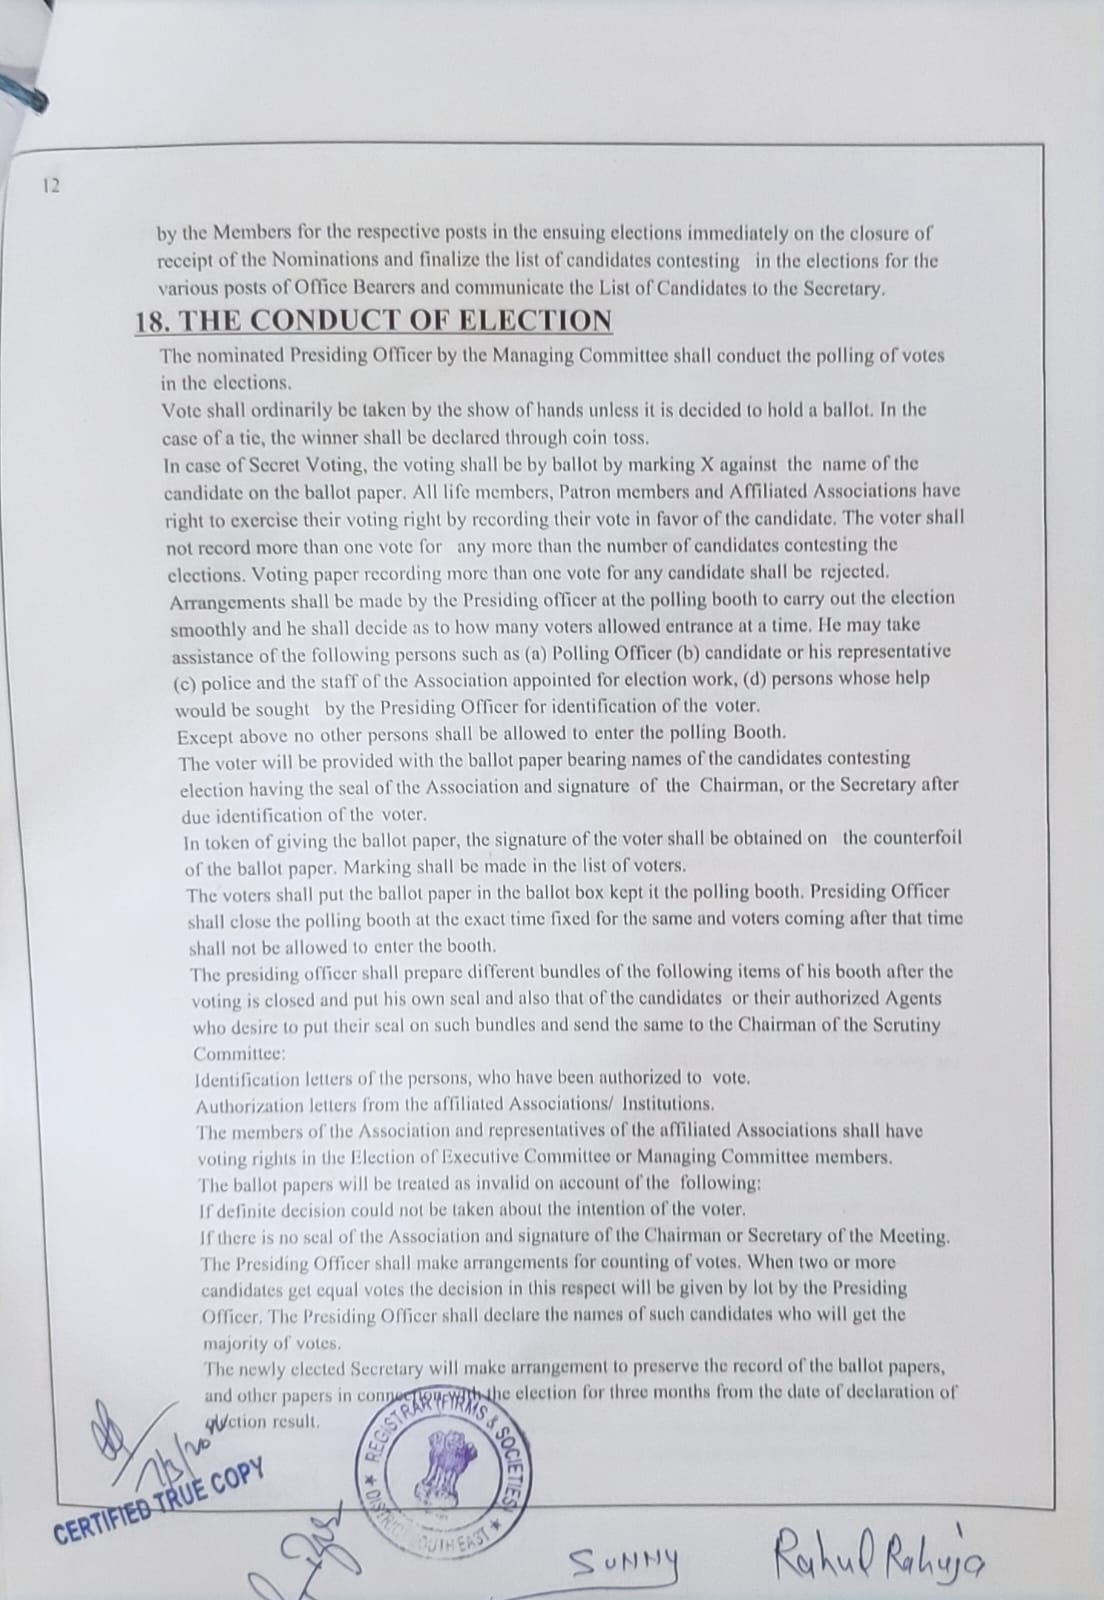 12
by the Members for the respective posts in the ensuing elections immediately on the closure of
receipt of the Nominations and finalize the list of candidates contesting in the elections for the
various posts of Office Bearers and communicate the List of Candidates to the Secretary.
18. THE CONDUCT OF ELECTION
The nominated Presiding Officer by the Managing Committee shall conduct the polling of votes
in the elections.
Vote shall ordinarily be taken by the show of hands unless it is decided to hold a ballot. In the
case of a tie, the winner shall be declared through coin toss.
In case of Secret Voting, the voting shall be by ballot by marking X against the name of the
candidate on the ballot paper. All life members, Patron members and Affiliated Associations have
right to exercise their voting right by recording their vote in favor of the candidate. The voter shall
not record more than one vote for any more than the number of candidates contesting the
elections. Voting paper recording more than one vote for any candidate shall be rejected.
Arrangements shall be made by the Presiding officer at the polling booth to carry out the election
smoothly and he shall decide as to how many voters allowed entrance at a time. He may take
assistance of the following persons such as (a) Polling Officer (b) candidate or his representative
(c) police and the staff of the Association appointed for election work, (d) persons whose help
would be sought by the Presiding Officer for identification of the voter.
Except above no other persons shall be allowed to enter the polling Booth.
The voter will be provided with the ballot paper bearing names of the candidates contesting
election having the seal of the Association and signature of the Chairman, or the Secretary after
due identification of the voter.
In token of giving the ballot paper, the signature of the voter shall be obtained on the counterfoil
of the ballot paper. Marking shall be made in the list of voters.
The voters shall put the ballot paper in the ballot box kept it the polling booth. Presiding Officer
shall close the polling booth at the exact time fixed for the same and voters coming after that time
shall not be allowed to enter the booth.
The presiding officer shall prepare different bundles of the following items of his booth after the
voting is closed and put his own seal and also that of the candidates or their authorized Agents
who desire to put their seal on such bundles and send the same to the Chairman of the Scrutiny
Committee:
Identification letters of the persons, who have been authorized to vote.
Authorization letters from the affiliated Associations/ Institutions.
The members of the Association and representatives of the affiliated Associations shall have
voting rights in the Election of Executive Committee or Managing Committee members.
The ballot papers will be treated as invalid on account of the following:
If definite decision could not be taken about the intention of the voter.
If there is no seal of the Association and signature of the Chairman or Secretary of the Meeting.
The Presiding Officer shall make arrangements for counting of votes. When two or more
candidates get equal votes the decision in this respect will be given by lot by the Presiding
Officer. The Presiding Officer shall declare the names of such candidates who will get the
majority of votes.
The newly elected Secretary will make arrangement to preserve the record of the ballot papers,
and other papers in connection with the election for three months from the date of declaration of
election result.
CERTIFIED TRUE COPY
REGISTRAR (FIRMS & SOCIETIES)
DISTRICT SOUTH EAST
SUNNY
Rahul Rahuja